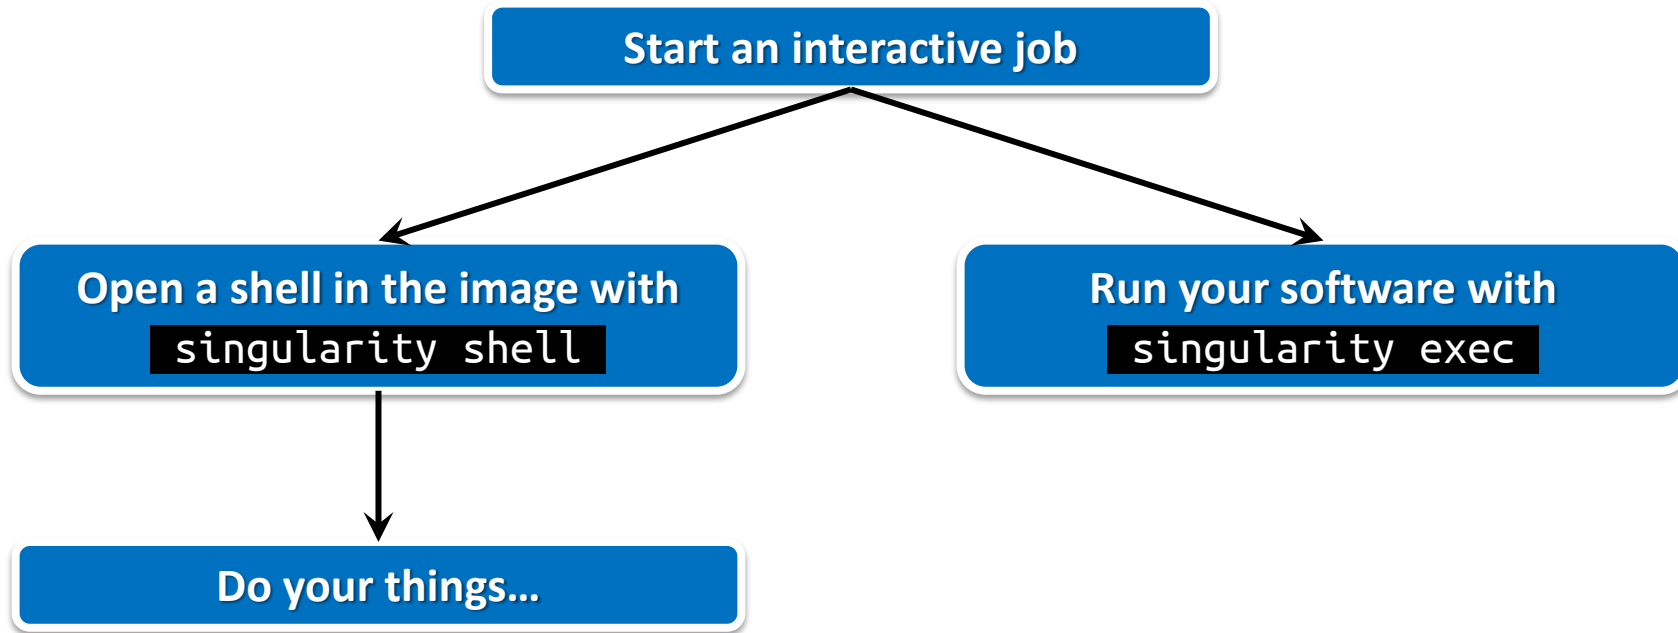 Start an interactive job
Open a shell in the image with
singularity shell
Run your software with
singularity exec
Do your things...